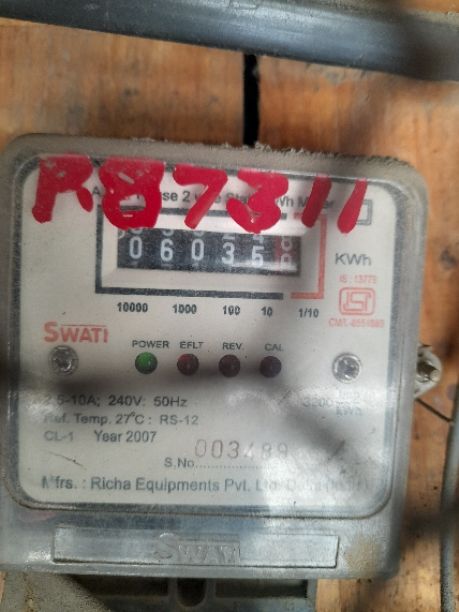 R87311
06035
KWh
IS : 13779
10000 1000 100 10 1/10
SWATI
POWER EFLT REV. CAL
240V: 50Hz
Ref. Temp. 27°C : RS-12
CL-1 Year 2007
S.No 003489
Mfrs. : Richa Equipments Pvt. Ltd.
SWATI